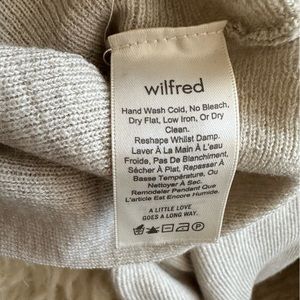 wilfred
Hand Wash Cold, No Bleach,
Dry Flat, Low Iron, Or Dry
Clean.
Reshape Whilst Damp.
Laver À La Main À L'eau
Froide, Pas De Blanchiment,
Sécher À Plat, Repasser À
Basse Température, Ou
Nettoyer À Sec.
Remodeler Pendant Que
L'article Est Encore Humide.
A LITTLE LOVE
GOES A LONG WAY.